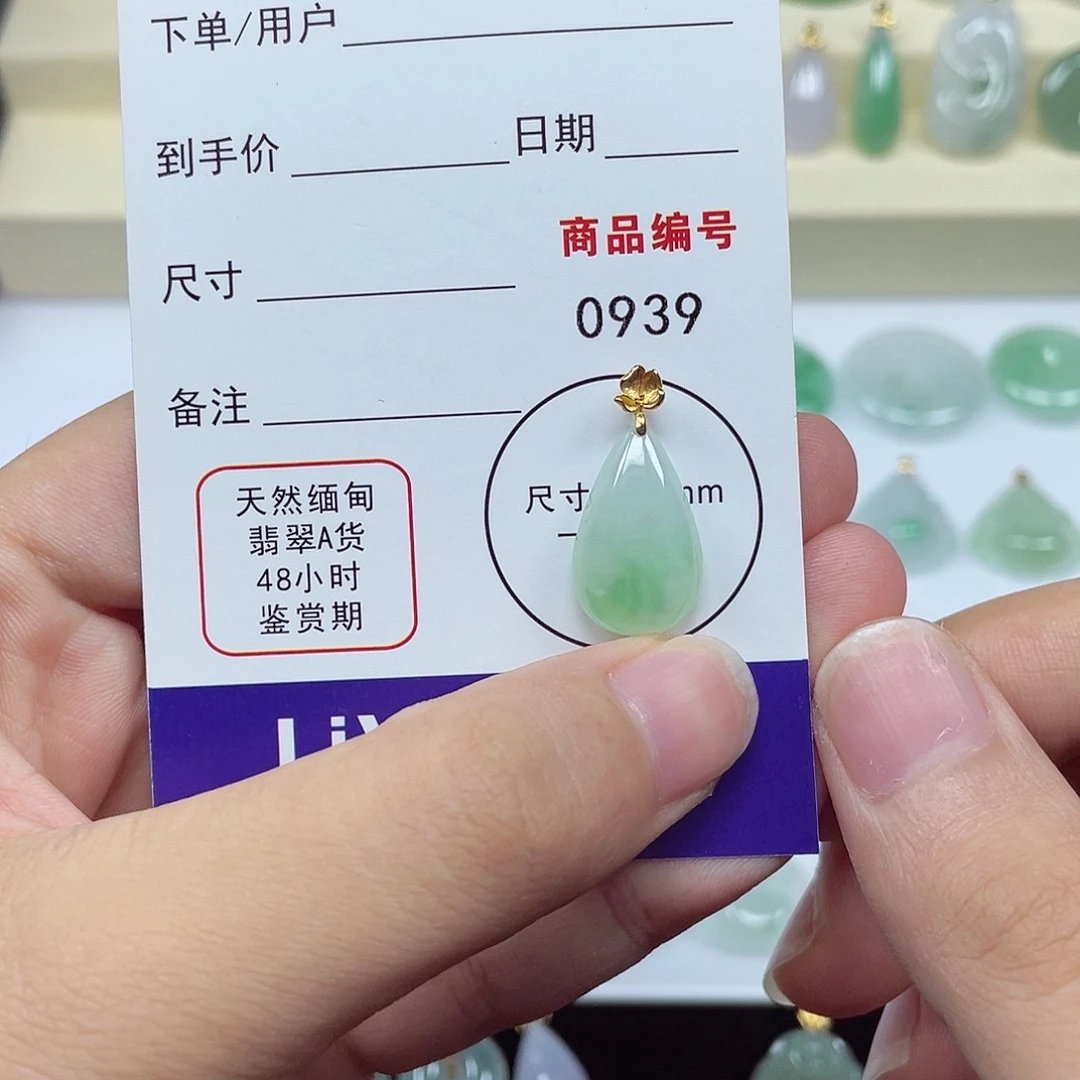 下单/用户
到手价 日期
商品编号
尺寸
0939
备注
尺寸 mm
天然缅甸
翡翠A货
48小时
鉴赏期